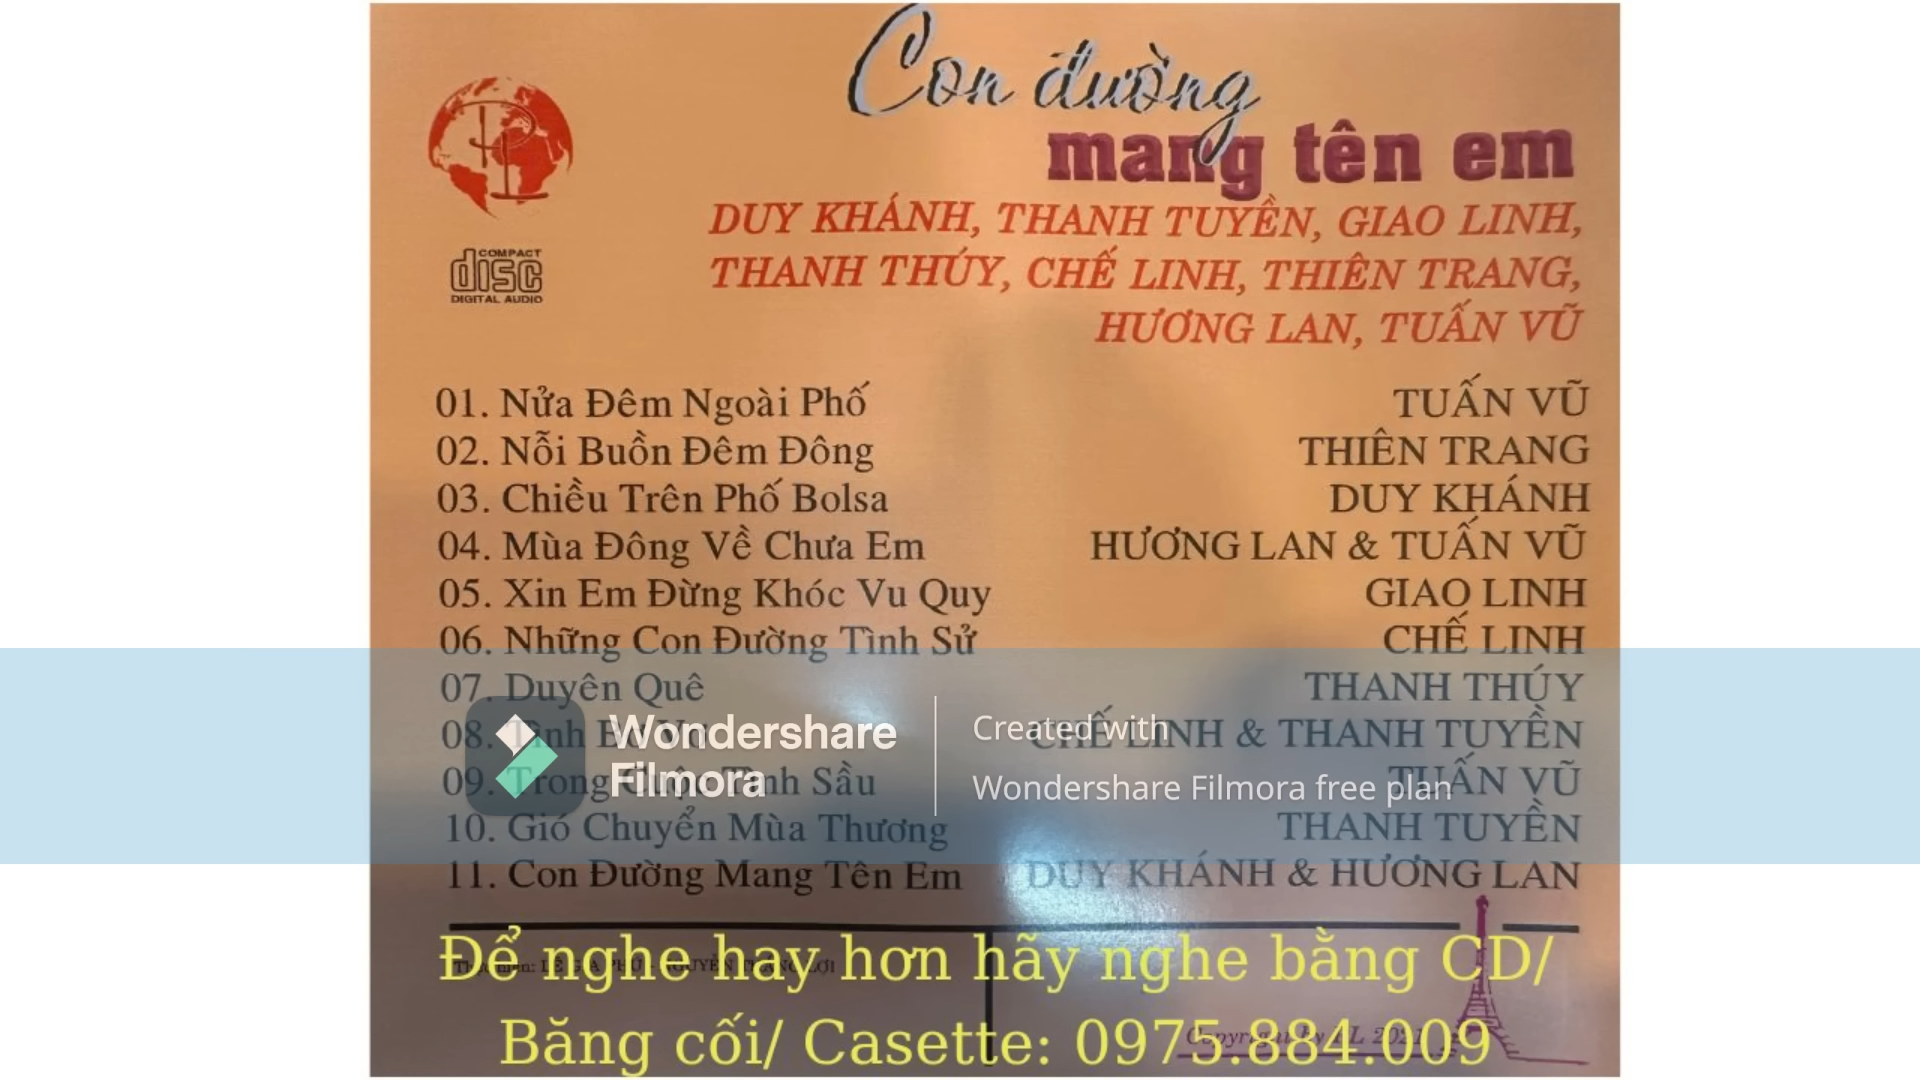 Con đường
mang tên em
COMPACT
disc
DIGITAL AUDIO
DUY KHÁNH, THANH TUYỀN, GIAO LINH,
THANH THÚY, CHẾ LINH, THIÊN TRANG,
HƯƠNG LAN, TUẤN VŨ
01. Nửa Đêm Ngoài Phố TUẤN VŨ
02. Nỗi Buồn Đêm Đông THIÊN TRANG
03. Chiều Trên Phố Bolsa DUY KHÁNH
04. Mùa Đông Về Chưa Em HƯƠNG LAN & TUẤN VŨ
05. Xin Em Đừng Khóc Vu Quy GIAO LINH
06. Những Con Đường Tình Sử CHẾ LINH
07. Duyên Quê THANH THÚY
08. Tình CHẾ LINH & THANH TUYỀN
09. Trong Cuộc Tình Sầu TUẤN VŨ
10. Gió Chuyển Mùa Thương THANH TUYỀN
11. Con Đường Mang Tên Em DUY KHÁNH & HƯƠNG LAN
Wondershare
Filmora
Created with
Wondershare Filmora free plan
Để nghe hay hơn hãy nghe bằng CD/
Băng cối/ Casette: 0975.884.009